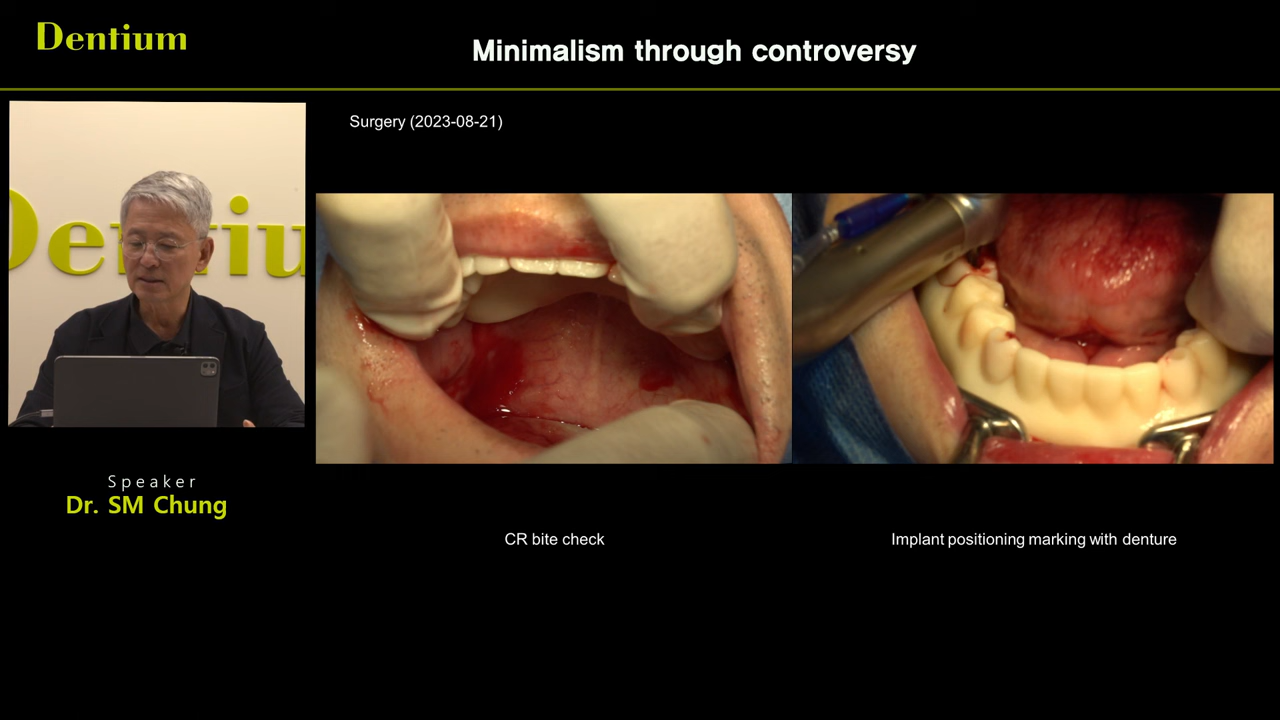 Dentium
Minimalism through controversy
Surgery (2023-08-21)
Dentiu
Speaker
Dr. SM Chung
CR bite check
Implant positioning marking with denture